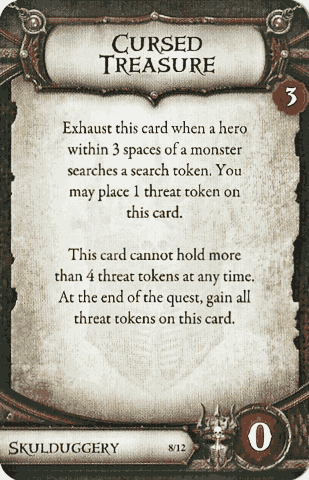 Cursed
Treasure
3
Exhaust this card when a hero
within 3 spaces of a monster
searches a search token. You
may place 1 threat token on
this card.
This card cannot hold more
than 4 threat tokens at any time.
At the end of the quest, gain all
threat tokens on this card.
Skulduggery
8/12
0